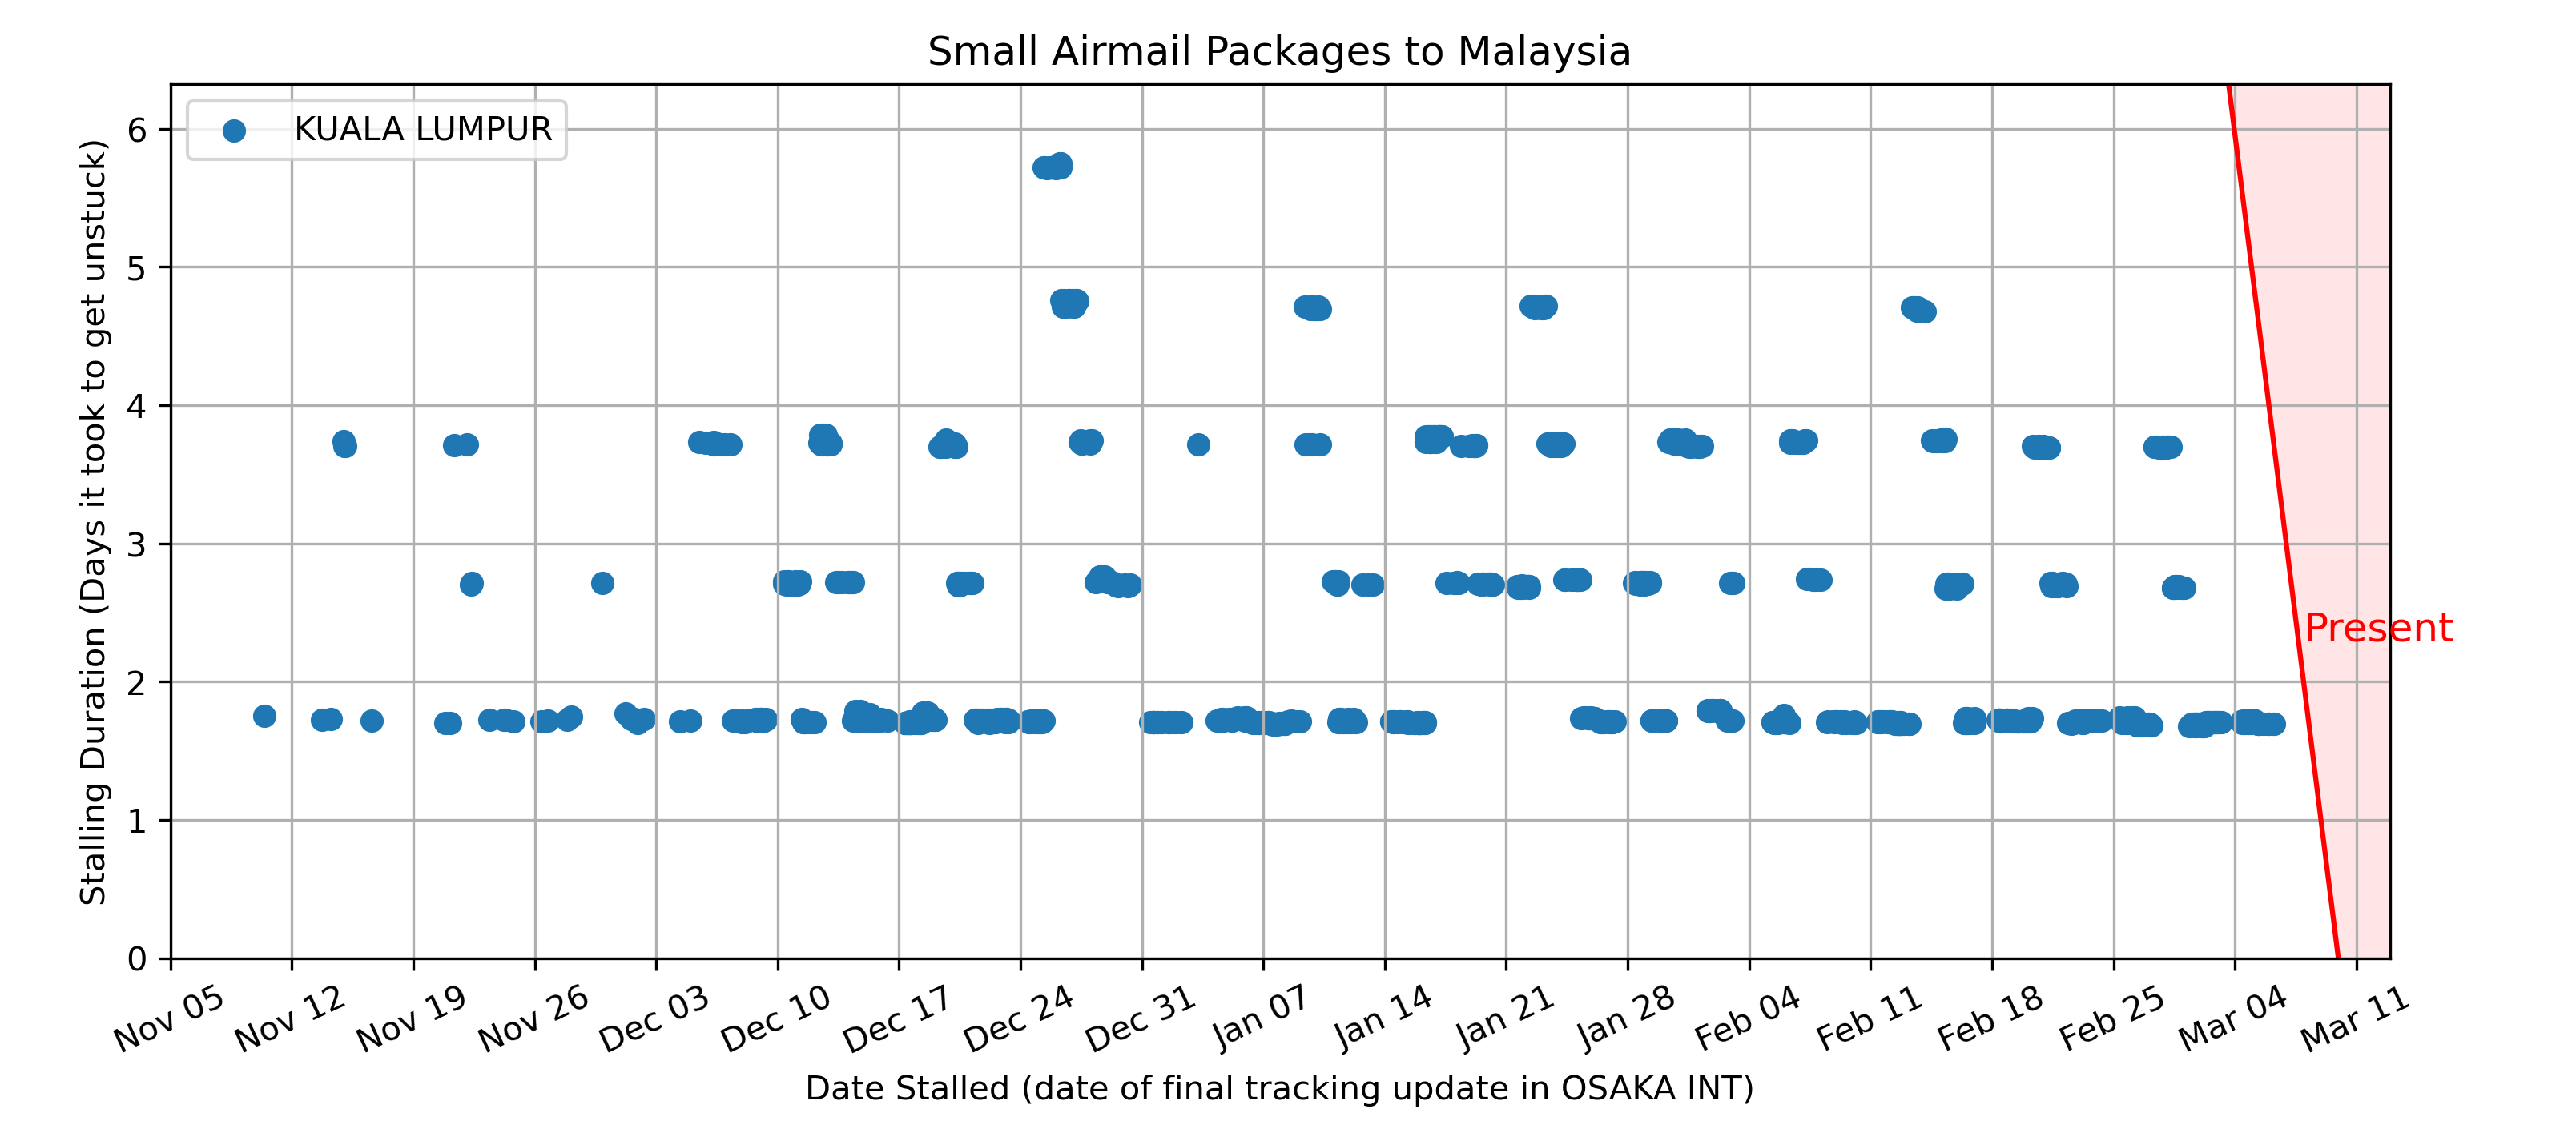 Small Airmail Packages to Malaysia
KUALA LUMPUR
Stalling Duration (Days it took to get unstuck)
6
5
4
3
2
1
0
Present
Nov 05
Nov 12
Nov 19
Nov 26
Dec 03
Dec 10
Dec 17
Dec 24
Dec 31
Jan 07
Jan 14
Jan 21
Jan 28
Feb 04
Feb 11
Feb 18
Feb 25
Mar 04
Mar 11
Date Stalled (date of final tracking update in OSAKA INT)